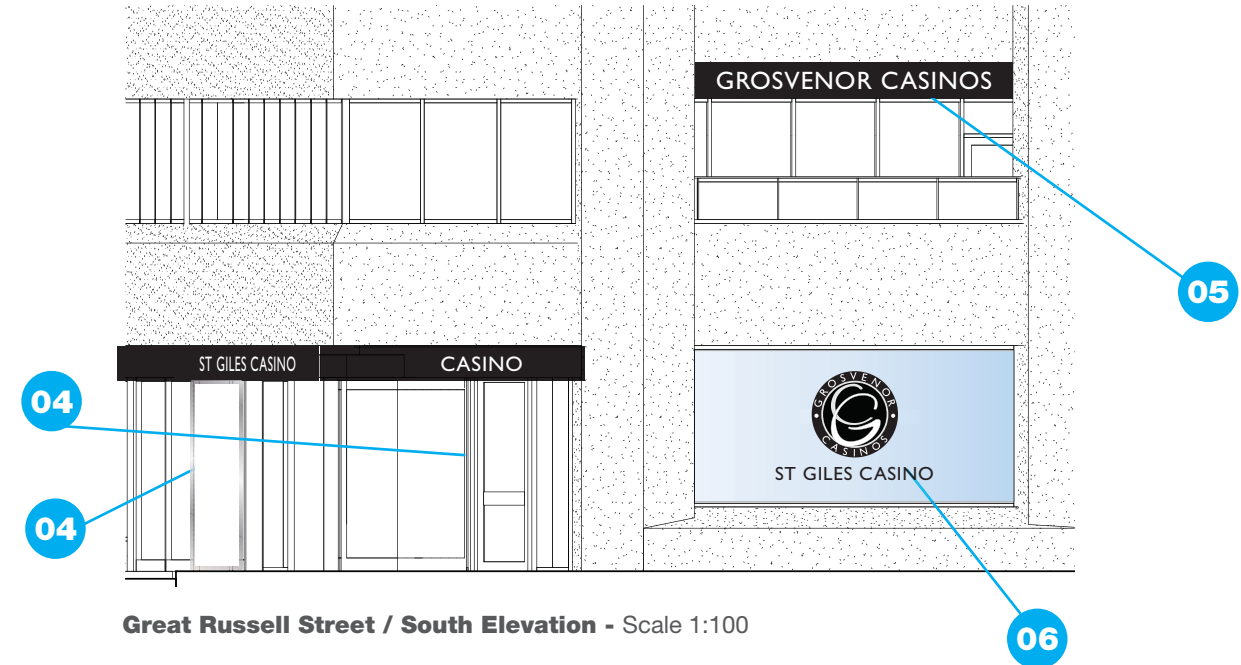 GROSVENOR CASINOS
05
ST GILES CASINO
CASINO
04
GROSVENOR
G
CASINOS
ST GILES CASINO
04
Great Russell Street / South Elevation - Scale 1:100
06